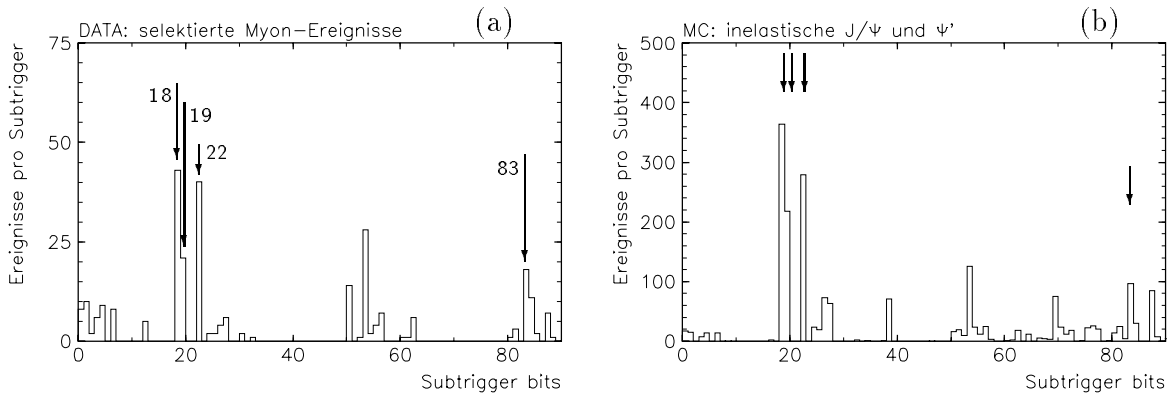 DATA: selektierte Myon-Ereignisse (a)
Ereignisse pro Subtrigger
75
50
25
0
18
19
22
83
0 20 40 60 80
Subtrigger bits
MC: inelastische J/Ψ und Ψ' (b)
Ereignisse pro Subtrigger
500
400
300
200
100
0
0 20 40 60 80
Subtrigger bits